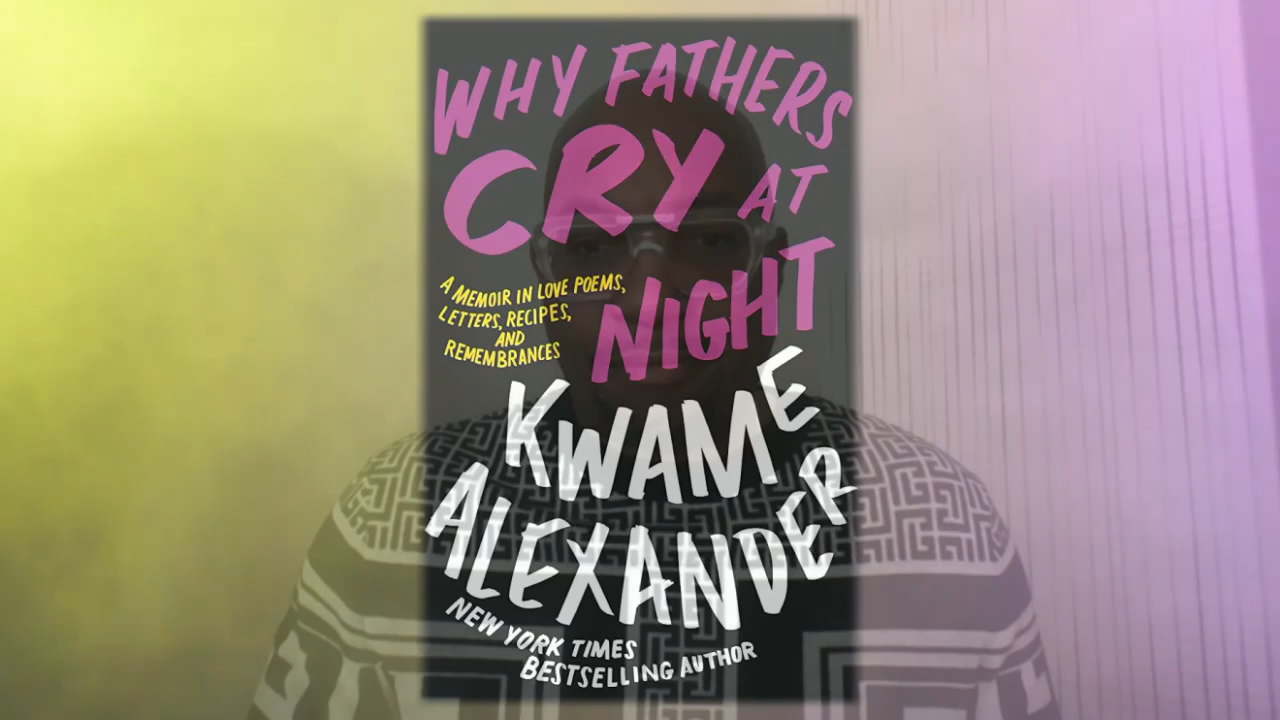 WHY FATHERS
CRY AT
NIGHT
A MEMOIR IN LOVE POEMS,
LETTERS, RECIPES,
AND
REMEMBRANCES
KWAME
ALEXANDER
NEW YORK TIMES
BESTSELLING AUTHOR